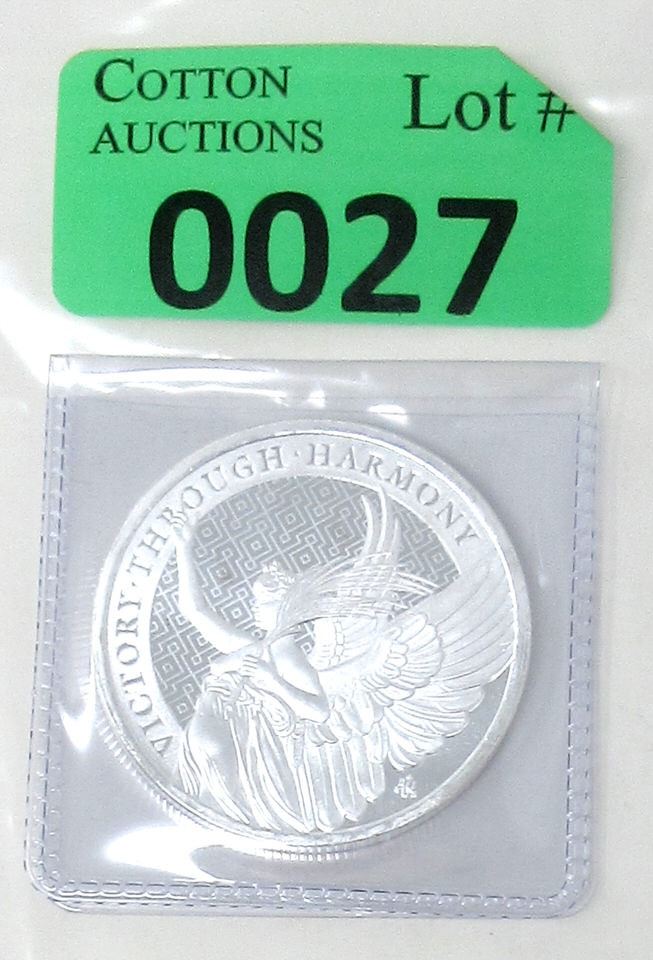 COTTON
AUCTIONS
Lot #
0027
VICTORY·THROUGH·HARMONY